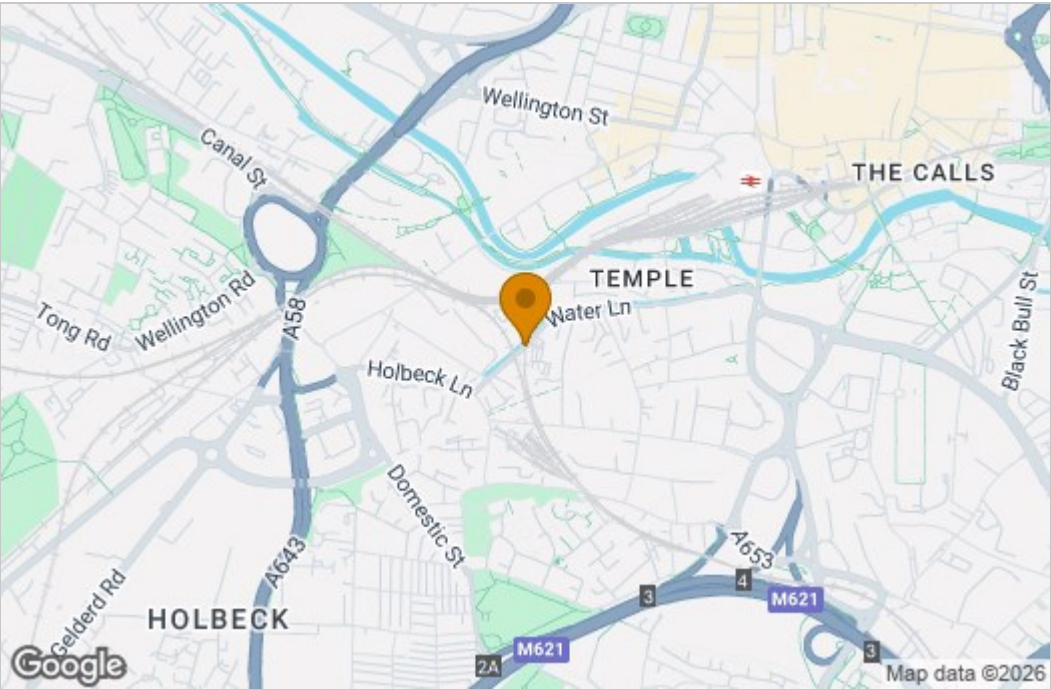 Wellington St
Canal St
THE CALLS
TEMPLE
Wellington Rd
Water Ln
A58
Tong Rd
Black Bull St
Holbeck Ln
Domestic St
A653
A643
4
3
M621
Gelderd Rd
HOLBECK
M621
3
2A
Google
Map data ©2026